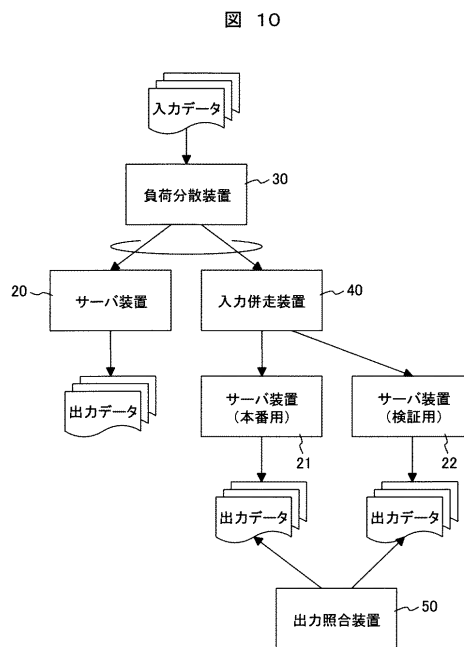 図 10
入力データ
負荷分散装置
30
20
サーバ装置
入力併走装置
40
出力データ
サーバ装置
(本番用)
サーバ装置
(検証用)
21
22
出力データ
出力データ
出力照合装置
50